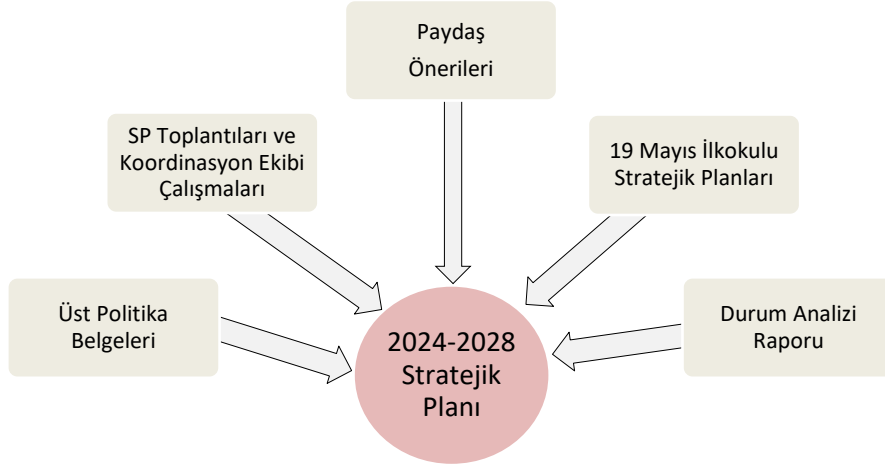 Paydaş
Önerileri
SP Toplantıları ve
Koordinasyon Ekibi
Çalışmaları
19 Mayıs İlkokulu
Stratejik Planları
Üst Politika
Belgeleri
Durum Analizi
Raporu
2024-2028
Stratejik
Planı